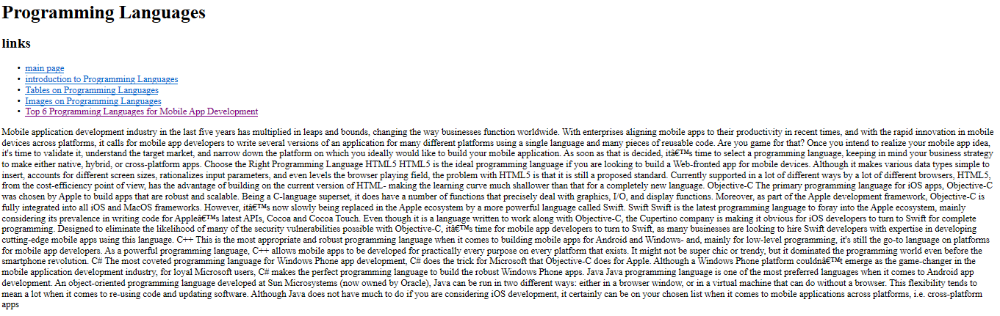 Programming Languages
links
• main page
• introduction to Programming Languages
• Tables on Programming Languages
• Images on Programming Languages
• Top 6 Programming Languages for Mobile App Development
Mobile application development industry in the last five years has multiplied in leaps and bounds, changing the way businesses function worldwide. With enterprises aligning mobile apps to their productivity in recent times, and with the rapid innovation in mobile
devices across platforms, it calls for mobile app developers to write several versions of an application for many different platforms using a single language and many pieces of reusable code. Are you game for that? Once you intend to realize your mobile app idea,
it's time to validate it, understand the target market, and narrow down the platform on which you ideally would like to build your mobile application. As soon as that is decided, itâ€™s time to select a programming language, keeping in mind your business strategy
to make either native, hybrid, or cross-platform apps. Choose the Right Programming Language HTML5 HTML5 is the ideal programming language if you are looking to build a Web-fronted app for mobile devices. Although it makes various data types simple to
insert, accounts for different screen sizes, rationalizes input parameters, and even levels the browser playing field, the problem with HTML5 is that it is still a proposed standard. Currently supported in a lot of different ways by a lot of different browsers, HTML5,
from the cost-efficiency point of view, has the advantage of building on the current version of HTML- making the learning curve much shallower than that for a completely new language. Objective-C The primary programming language for iOS apps, Objective-C
was chosen by Apple to build apps that are robust and scalable. Being a C-language superset, it does have a number of functions that precisely deal with graphics, I/O, and display functions. Moreover, as part of the Apple development framework, Objective-C is
fully integrated into all iOS and MacOS frameworks. However, itâ€™s now slowly being replaced in the Apple ecosystem by a more powerful language called Swift. Swift Swift is the latest programming language to foray into the Apple ecosystem, mainly
considering its prevalence in writing code for Appleâ€™s latest APIs, Cocoa and Cocoa Touch. Even though it is a language written to work along with Objective-C, the Cupertino company is making it obvious for iOS developers to turn to Swift for complete
programming. Designed to eliminate the likelihood of many of the security vulnerabilities possible with Objective-C, itâ€™s time for mobile app developers to turn to Swift, as many businesses are looking to hire Swift developers with expertise in developing
cutting-edge mobile apps using this language. C++ This is the most appropriate and robust programming language when it comes to building mobile apps for Android and Windows- and, mainly for low-level programming, it's still the go-to language on platforms
for mobile app developers. As a powerful programming language, C++ allows mobile apps to be developed for practically every purpose on every platform that exists. It might not be super chic or trendy, but it dominated the programming world even before the
smartphone revolution. C# The most coveted programming language for Windows Phone app development, C# does the trick for Microsoft that Objective-C does for Apple. Although a Windows Phone platform couldnâ€™t emerge as the game-changer in the
mobile application development industry, for loyal Microsoft users, C# makes the perfect programming language to build the robust Windows Phone apps. Java Java programming language is one of the most preferred languages when it comes to Android app
development. An object-oriented programming language developed at Sun Microsystems (now owned by Oracle), Java can be run in two different ways: either in a browser window, or in a virtual machine that can do without a browser. This flexibility tends to
mean a lot when it comes to re-using code and updating software. Although Java does not have much to do if you are considering iOS development, it certainly can be on your chosen list when it comes to mobile applications across platforms, i.e. cross-platform
apps